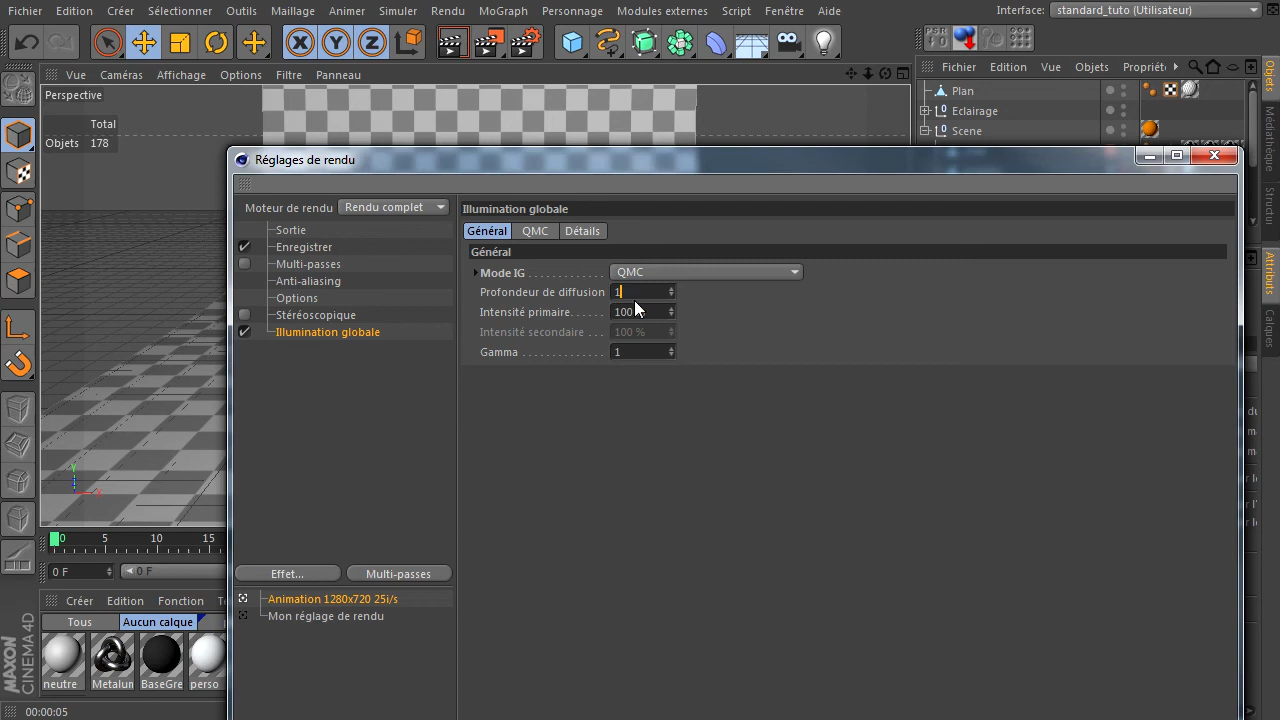 Fichier Edition Créer Sélectionner Outils Maillage Animer Simuler Rendu MoGraph Personnage Modules externes Script Fenêtre Aide Interface: standard_tuto (Utilisateur)
X Y Z PSR
Vue Caméras Affichage Options Filtre Panneau Fichier Edition Vue Objets Propriét
Perspective
Total
Objets 178
Plan
Eclairage
Scene
Objets
Médiathèque
Structu
Attributs
Calques
Réglages de rendu
Moteur de rendu Rendu complet
Sortie
Enregistrer
Multi-passes
Anti-aliasing
Options
Stéréoscopique
Illumination globale
Effet... Multi-passes
Animation 1280x720 25i/s
Mon réglage de rendu
Illumination globale
Général QMC Détails
Général
Mode IG QMC
Profondeur de diffusion 1
Intensité primaire 100
Intensité secondaire 100 %
Gamma 1
Y
X
0 5 10 15
0 F 0 F
Créer Edition Fonction
Tous Aucun calque
neutre Metalun BaseGre perso
MAXON
CINEMA 4D
00:00:05